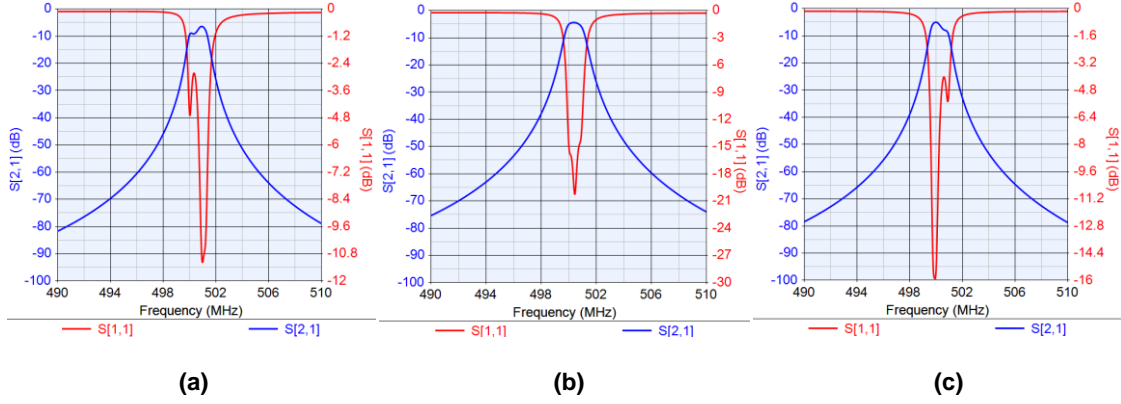 0 0
-10 -1.2
-20 -2.4
-30 -3.6
-40 -4.8
-50 -6
-60 -7.2
-70 -8.4
-80 -9.6
-90 -10.8
-100 -12
S[2,1] (dB)
S[1,1] (dB)
490 494 498 502 506 510
Frequency (MHz)
S[1,1] S[2,1]
(a)
0 0
-10 -3
-20 -6
-30 -9
-40 -12
-50 -15
-60 -18
-70 -21
-80 -24
-90 -27
-100 -30
S[2,1] (dB)
S[1,1] (dB)
490 494 498 502 506 510
Frequency (MHz)
S[1,1] S[2,1]
(b)
0 0
-10 -1.6
-20 -3.2
-30 -4.8
-40 -6.4
-50 -8
-60 -9.6
-70 -11.2
-80 -12.8
-90 -14.4
-100 -16
S[2,1] (dB)
S[1,1] (dB)
490 494 498 502 506 510
Frequency (MHz)
S[1,1] S[2,1]
(c)